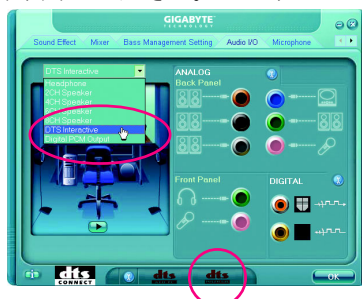 GIGABYTE
TECHNOLOGY
Sound Effect Mixer Bass Management Setting Audio I/O Microphone
DTS Interactive
Headphone
2CH Speaker
4CH Speaker
6CH Speaker
8CH Speaker
DTS Interactive
Digital PCM Output
ANALOG
Back Panel
Front Panel
DIGITAL
dts
CONNECT
dts
dts
OK